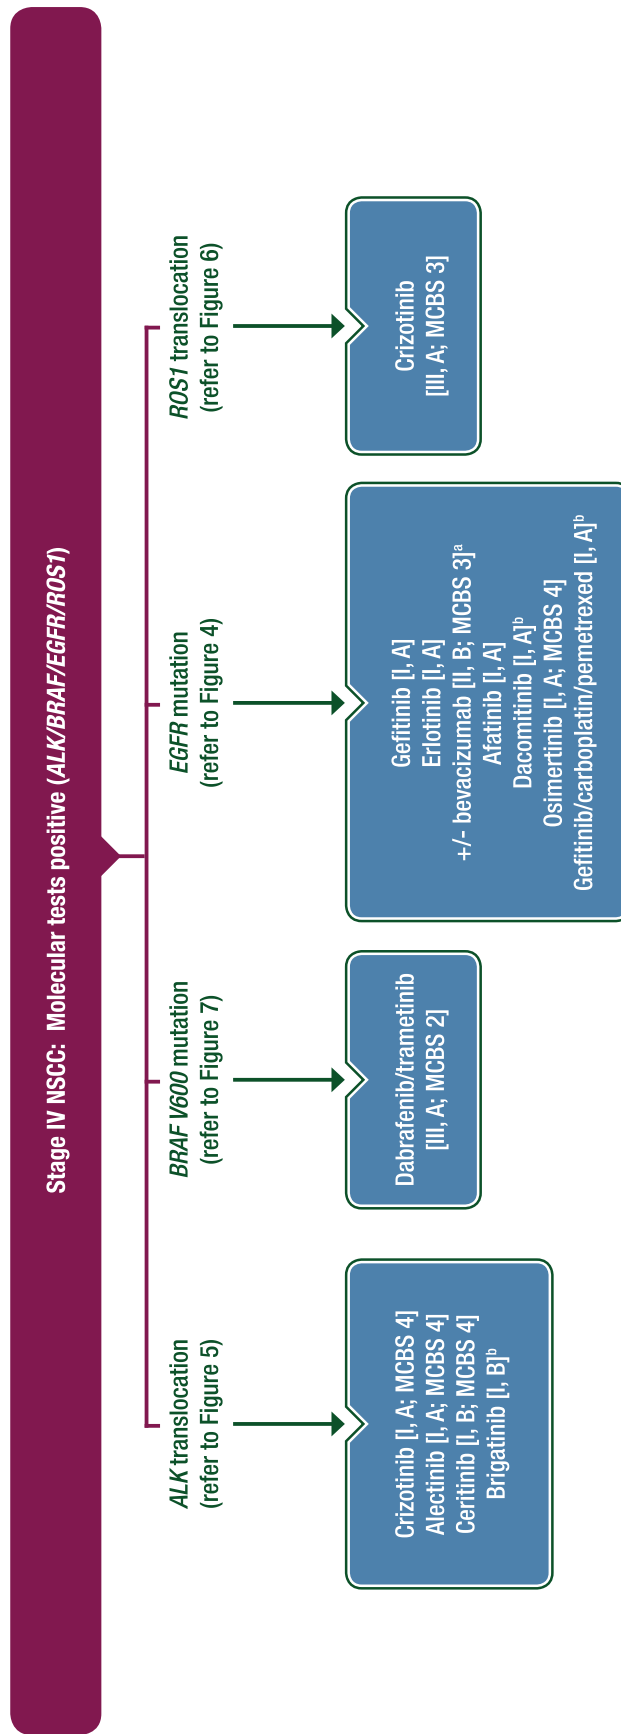 Stage IV NSCC: Molecular tests positive (ALK/BRAF/EGFR/ROS1)
ALK translocation
(refer to Figure 5)
Crizotinib [I, A; MCBS 4]
Alectinib [I, A; MCBS 4]
Ceritinib [I, B; MCBS 4]
Brigatinib [I, B]b
BRAF V600 mutation
(refer to Figure 7)
Dabrafenib/trametinib
[III, A; MCBS 2]
EGFR mutation
(refer to Figure 4)
Gefitinib [I, A]
Erlotinib [I, A]
+/- bevacizumab [II, B; MCBS 3]a
Afatinib [I, A]
Dacomitinib [I, A]b
Osimertinib [I, A; MCBS 4]
Gefitinib/carboplatin/pemetrexed [I, A]b
ROS1 translocation
(refer to Figure 6)
Crizotinib
[III, A; MCBS 3]